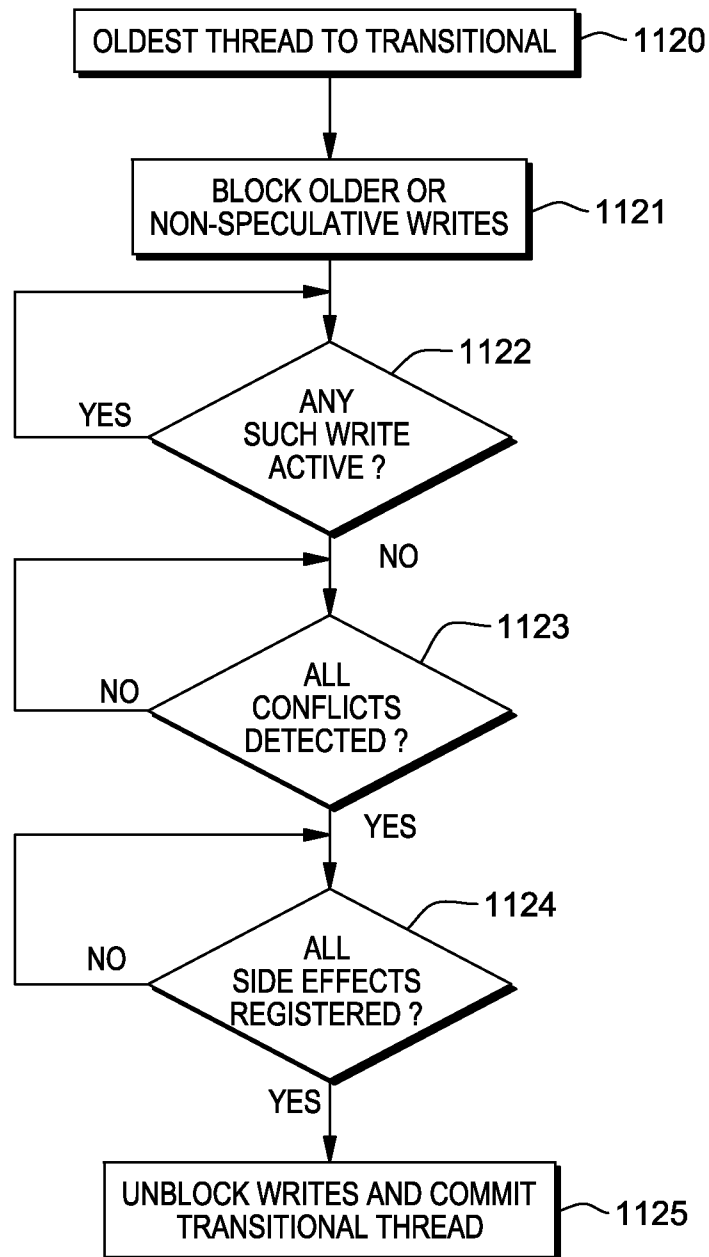 OLDEST THREAD TO TRANSITIONAL
1120
BLOCK OLDER OR
NON-SPECULATIVE WRITES
1121
1122
ANY
SUCH WRITE
ACTIVE ?
YES
NO
1123
ALL
CONFLICTS
DETECTED ?
NO
YES
1124
ALL
SIDE EFFECTS
REGISTERED ?
NO
YES
UNBLOCK WRITES AND COMMIT
TRANSITIONAL THREAD
1125